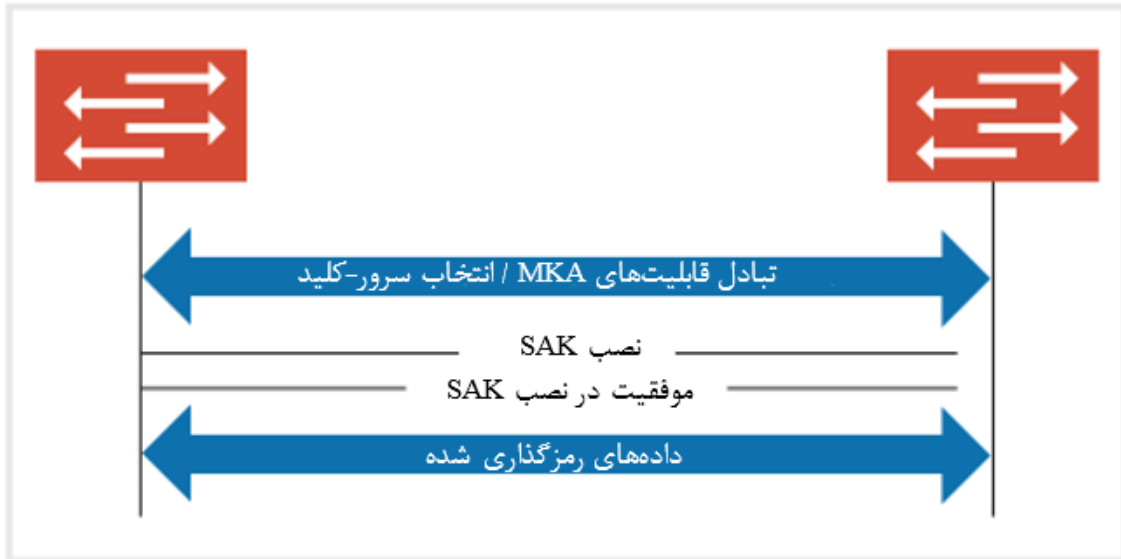 تبادل قابلیت‌های MKA / انتخاب سرور-کلید
نصب SAK
موفقیت در نصب SAK
داده‌های رمزگذاری شده